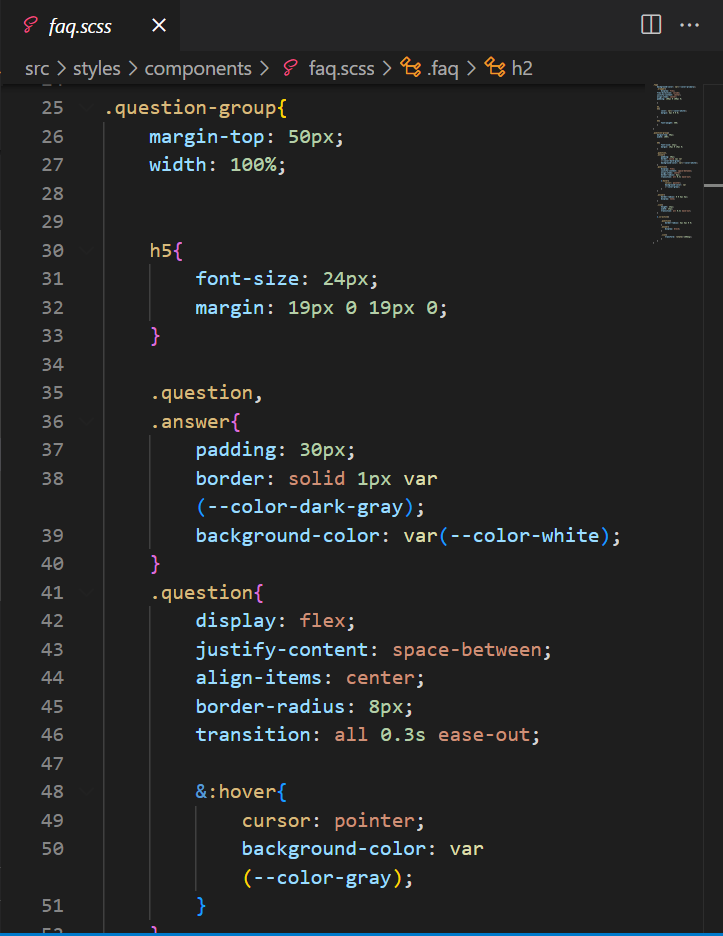 faq.scss
src > styles > components > faq.scss > .faq > h2
25 .question-group{
26 margin-top: 50px;
27 width: 100%;
28
29
30 h5{
31 font-size: 24px;
32 margin: 19px 0 19px 0;
33 }
34
35 .question,
36 .answer{
37 padding: 30px;
38 border: solid 1px var
(--color-dark-gray);
39 background-color: var(--color-white);
40 }
41 .question{
42 display: flex;
43 justify-content: space-between;
44 align-items: center;
45 border-radius: 8px;
46 transition: all 0.3s ease-out;
47
48 &:hover{
49 cursor: pointer;
50 background-color: var
(--color-gray);
51 }
52 }